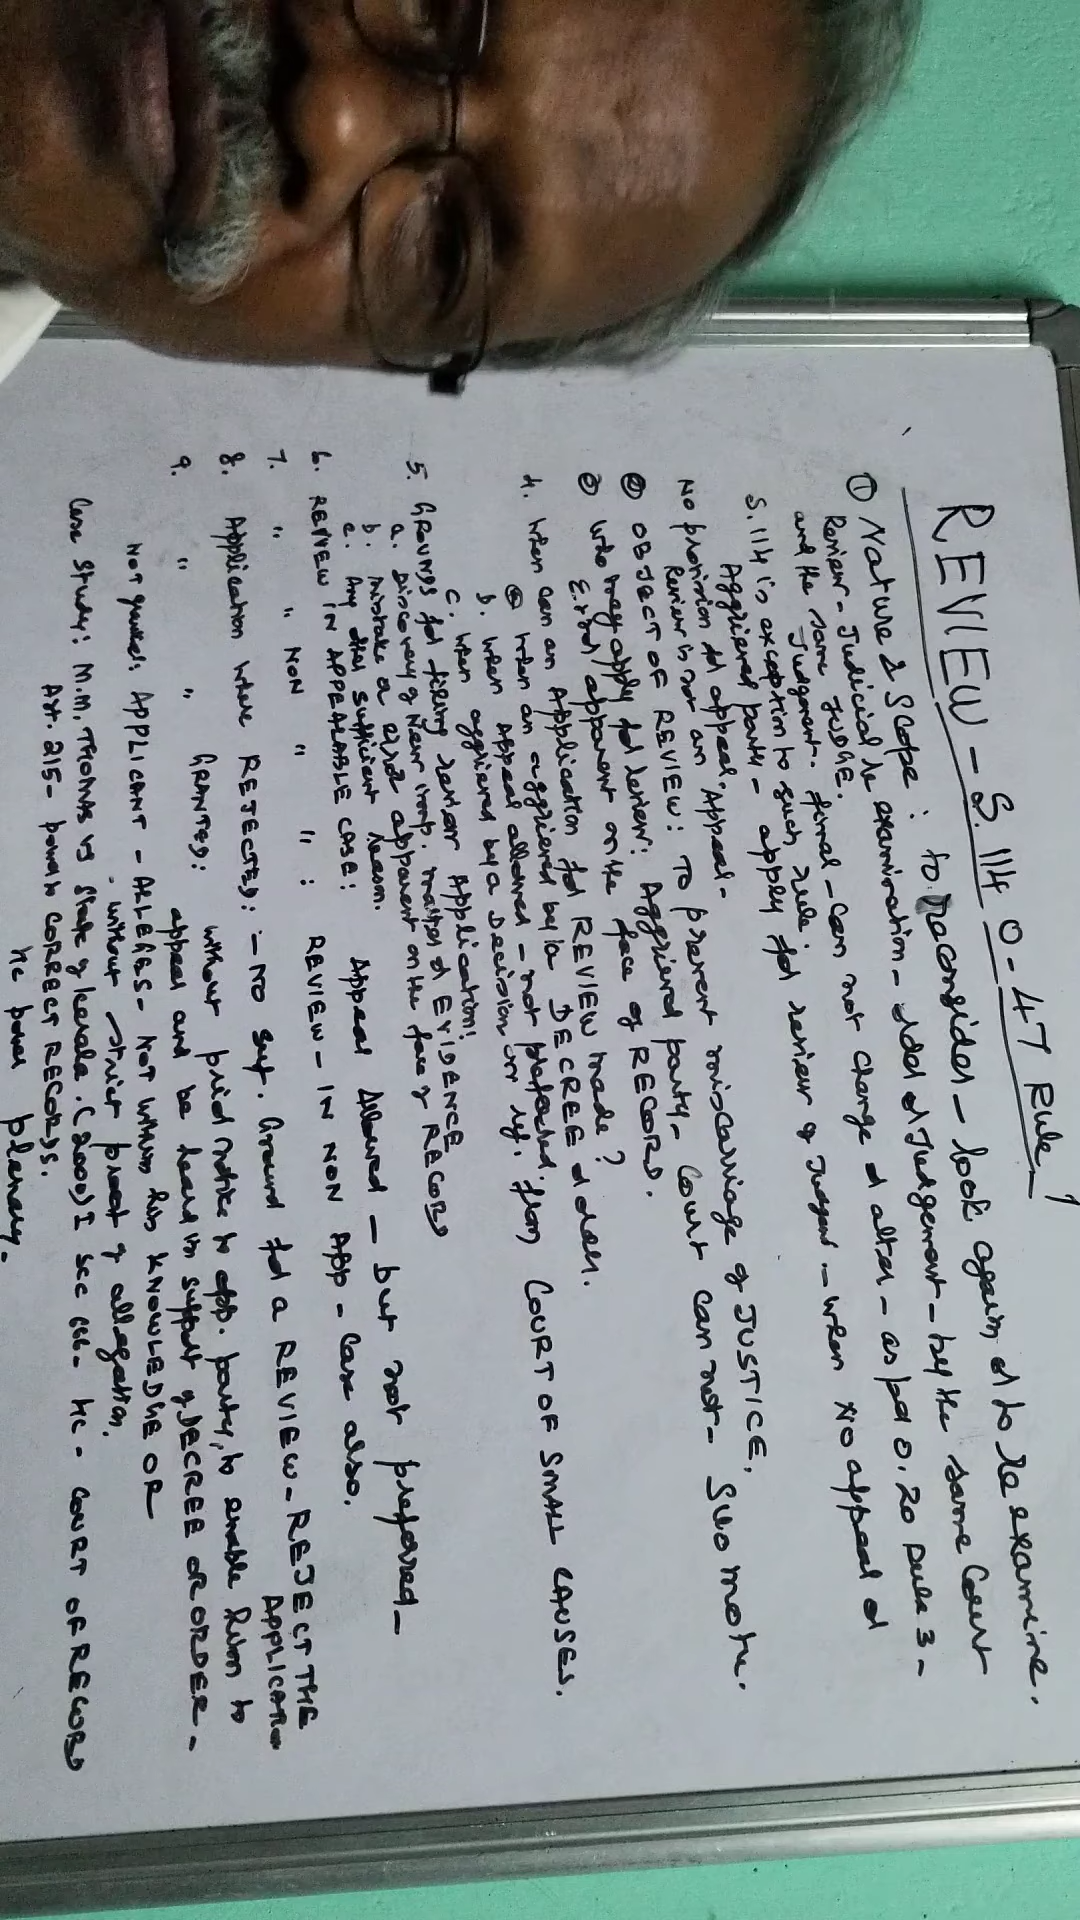 REVIEW - S. 114 O-47 Rule 1
① Nature & Scope : to reconsider - look again or to re examine.
Review - Judicial re examination - order or Judgement - by the same Court
and the same JUDGE.
Judgement. final - can not change or alter - as per O. 20 Rule 3 -
S. 114 is exception to such rule.
Aggrieved party - apply for review of Judgem - when NO appeal or
No provision for appeal. Appeal -
Review is not an
② OBJECT OF REVIEW: To prevent miscarriage of JUSTICE.
③ who may apply for review: Aggrieved party - Court can not - Suo motu.
Error apparent on the face of RECORD.
4. When can an Application for REVIEW made?
a when an aggrieved by a DECREE or order.
b. when Appeal allowed - not preferred.
c. when aggrieved by a Decision on ref. from COURT OF SMALL CAUSES.
5. GROUNDS for filing review Application:
a. Discovery of New imp. matter or EVIDENCE
b. mistake or error apparent on the face of RECORD
c. Any other sufficient reason.
6. REVIEW IN APPEALABLE CASE: Appeal Allowed - but not preferred -
7. " " NON " " : REVIEW - IN NON App - Case also.
8. Application where REJECTED: - NO suf. Ground for a REVIEW - REJECT THE
APPLICATION
9. " " GRANTED: without prior notice to opp. party, to enable him to
appeal and be heard in support of DECREE OR ORDER -
Not granted: APPLICANT - ALLEGES - NOT WITHIN his KNOWLEDGE OR
- without strict proof of allegation.
Case Study: M.M. THOMAS vs State of Kerala. (2000) 1 SCC 666 - HC - COURT OF RECORD
Art. 215 - power to CORRECT RECORDS.
HC power plenary.